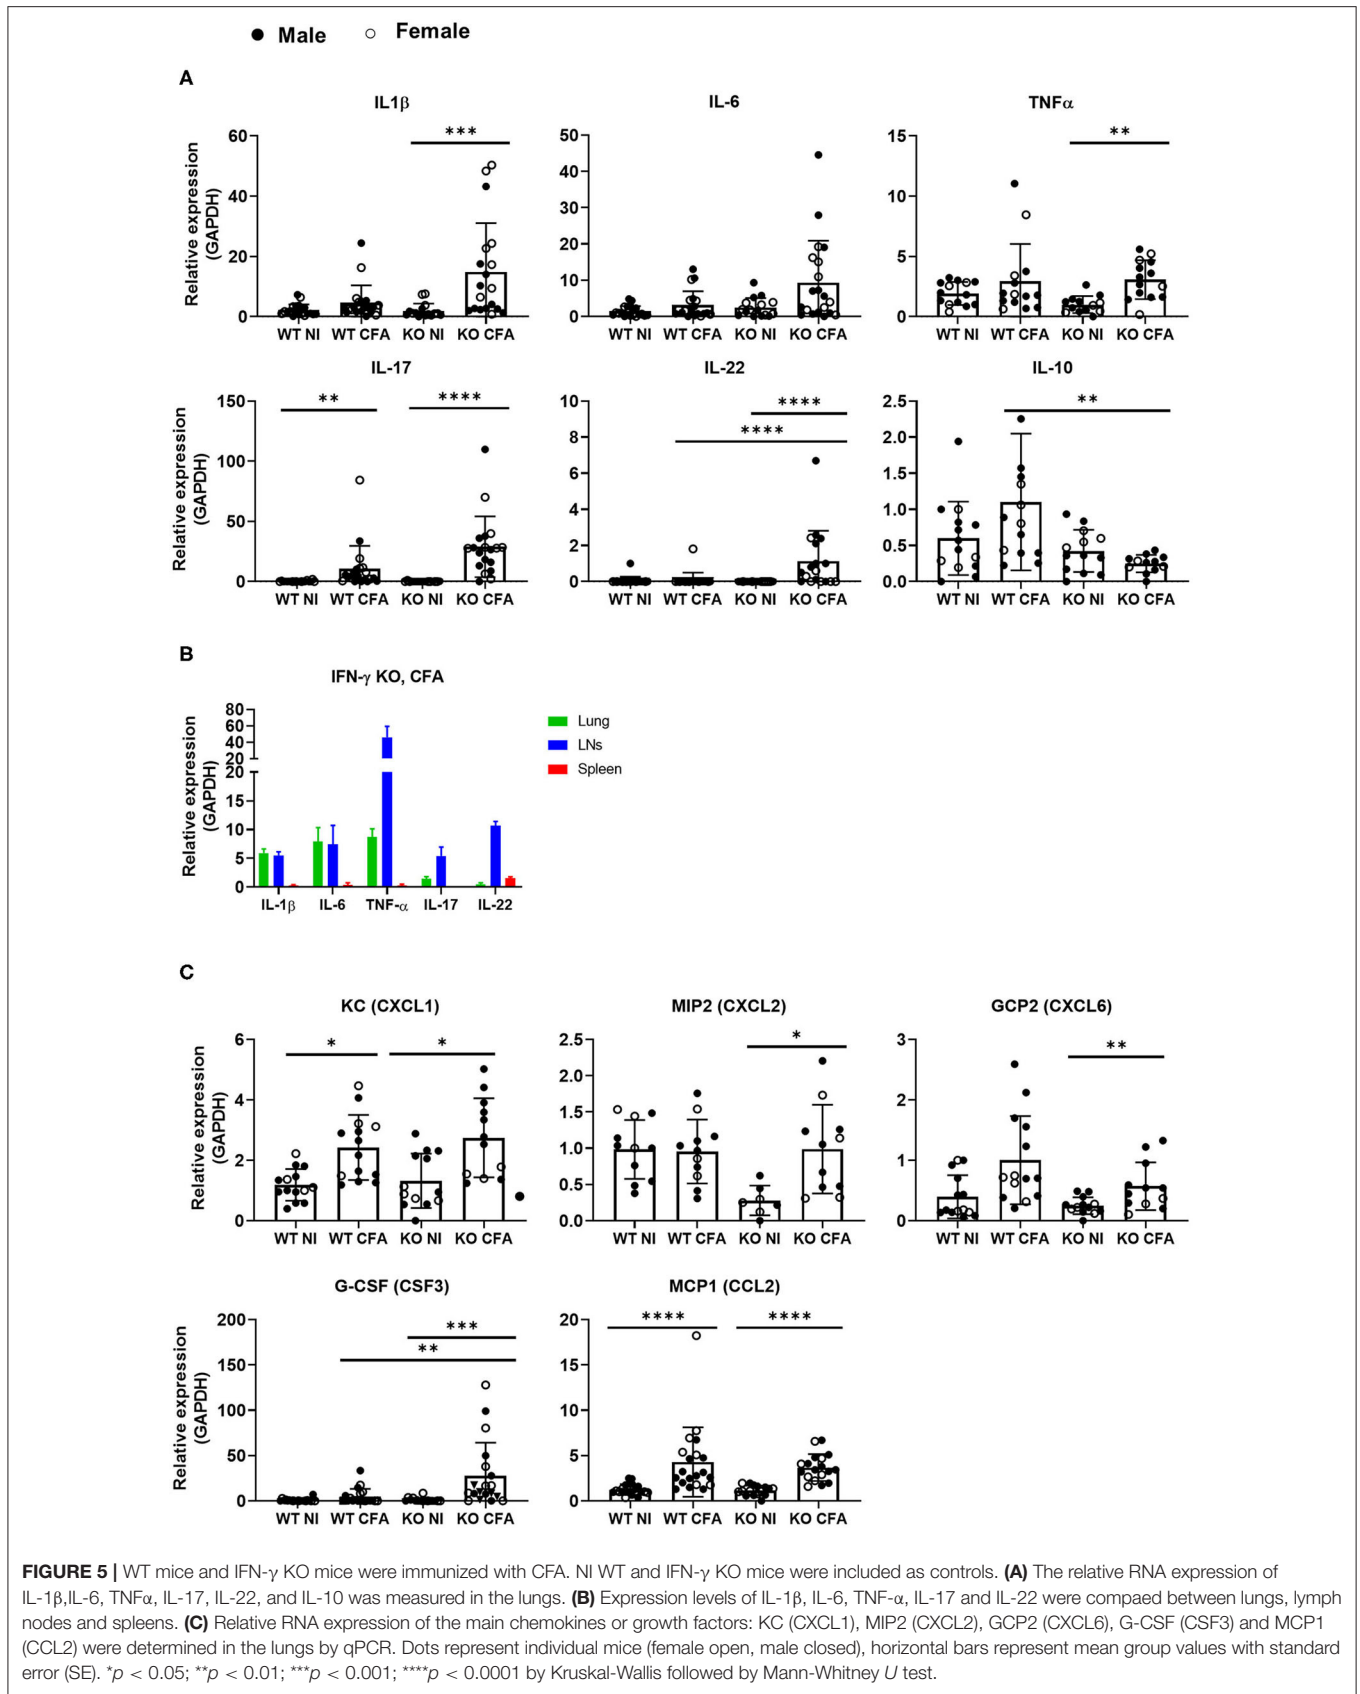 Male Female
A
IL1β IL-6 TNFα
Relative expression
(GAPDH)
60
40
20
0
***
WT NI WT CFA KO NI KO CFA
50
40
30
20
10
0
WT NI WT CFA KO NI KO CFA
15
10
5
0
**
WT NI WT CFA KO NI KO CFA
IL-17 IL-22 IL-10
Relative expression
(GAPDH)
150
100
50
0
** ****
WT NI WT CFA KO NI KO CFA
10
8
6
4
2
0
****
****
WT NI WT CFA KO NI KO CFA
2.5
2.0
1.5
1.0
0.5
0.0
**
WT NI WT CFA KO NI KO CFA
B
IFN-γ KO, CFA
Relative expression
(GAPDH)
80
60
40
20
20
15
10
5
0
IL-1β IL-6 TNF-α IL-17 IL-22
Lung
LNs
Spleen
C
KC (CXCL1) MIP2 (CXCL2) GCP2 (CXCL6)
Relative expression
(GAPDH)
6
4
2
0
* *
WT NI WT CFA KO NI KO CFA
2.5
2.0
1.5
1.0
0.5
0.0
*
WT NI WT CFA KO NI KO CFA
3
2
1
0
**
WT NI WT CFA KO NI KO CFA
G-CSF (CSF3) MCP1 (CCL2)
Relative expression
(GAPDH)
200
150
100
50
0
***
**
WT NI WT CFA KO NI KO CFA
20
15
10
5
0
**** ****
WT NI WT CFA KO NI KO CFA
FIGURE 5 | WT mice and IFN-γ KO mice were immunized with CFA. NI WT and IFN-γ KO mice were included as controls. (A) The relative RNA expression of
IL-1β,IL-6, TNFα, IL-17, IL-22, and IL-10 was measured in the lungs. (B) Expression levels of IL-1β, IL-6, TNF-α, IL-17 and IL-22 were compaed between lungs, lymph
nodes and spleens. (C) Relative RNA expression of the main chemokines or growth factors: KC (CXCL1), MIP2 (CXCL2), GCP2 (CXCL6), G-CSF (CSF3) and MCP1
(CCL2) were determined in the lungs by qPCR. Dots represent individual mice (female open, male closed), horizontal bars represent mean group values with standard
error (SE). *p < 0.05; **p < 0.01; ***p < 0.001; ****p < 0.0001 by Kruskal-Wallis followed by Mann-Whitney U test.